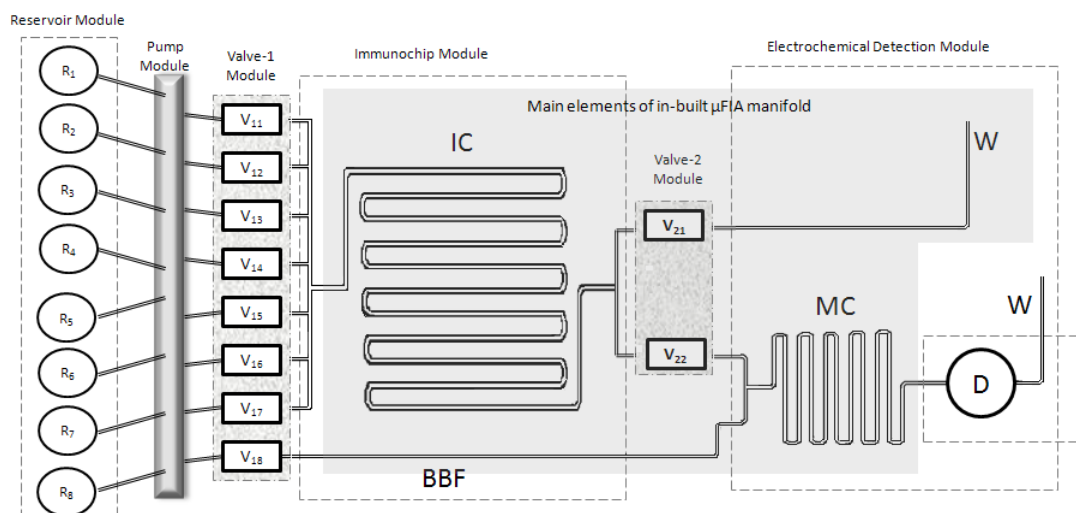 Reservoir Module
Pump
Module
Valve-1
Module
Immunochip Module
Electrochemical Detection Module
Main elements of in-built µFIA manifold
R1
R2
R3
R4
R5
R6
R7
R8
V11
V12
V13
V14
V15
V16
V17
V18
IC
BBF
Valve-2
Module
V21
V22
W
MC
W
D